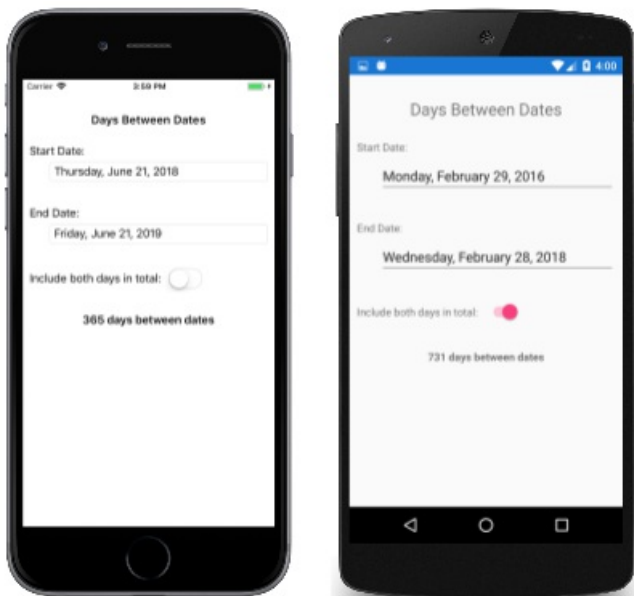 Carrier 3:59 PM
Days Between Dates
Start Date:
Thursday, June 21, 2018
End Date:
Friday, June 21, 2019
Include both days in total:
365 days between dates
4:00
Days Between Dates
Start Date:
Monday, February 29, 2016
End Date:
Wednesday, February 28, 2018
Include both days in total:
731 days between dates